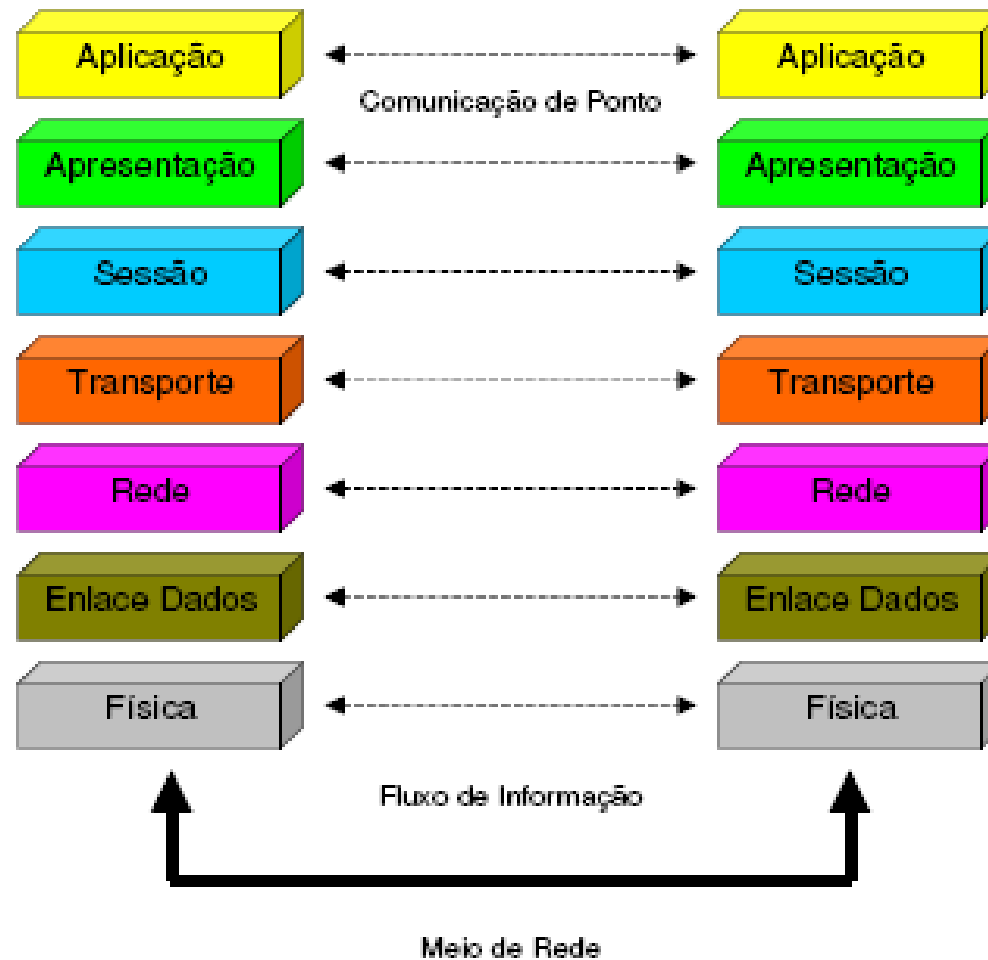 Aplicação
Aplicação
Comunicação de Ponto
Apresentação
Apresentação
Sessão
Sessão
Transporte
Transporte
Rede
Rede
Enlace Dados
Enlace Dados
Física
Física
Fluxo de Informação
Meio de Rede